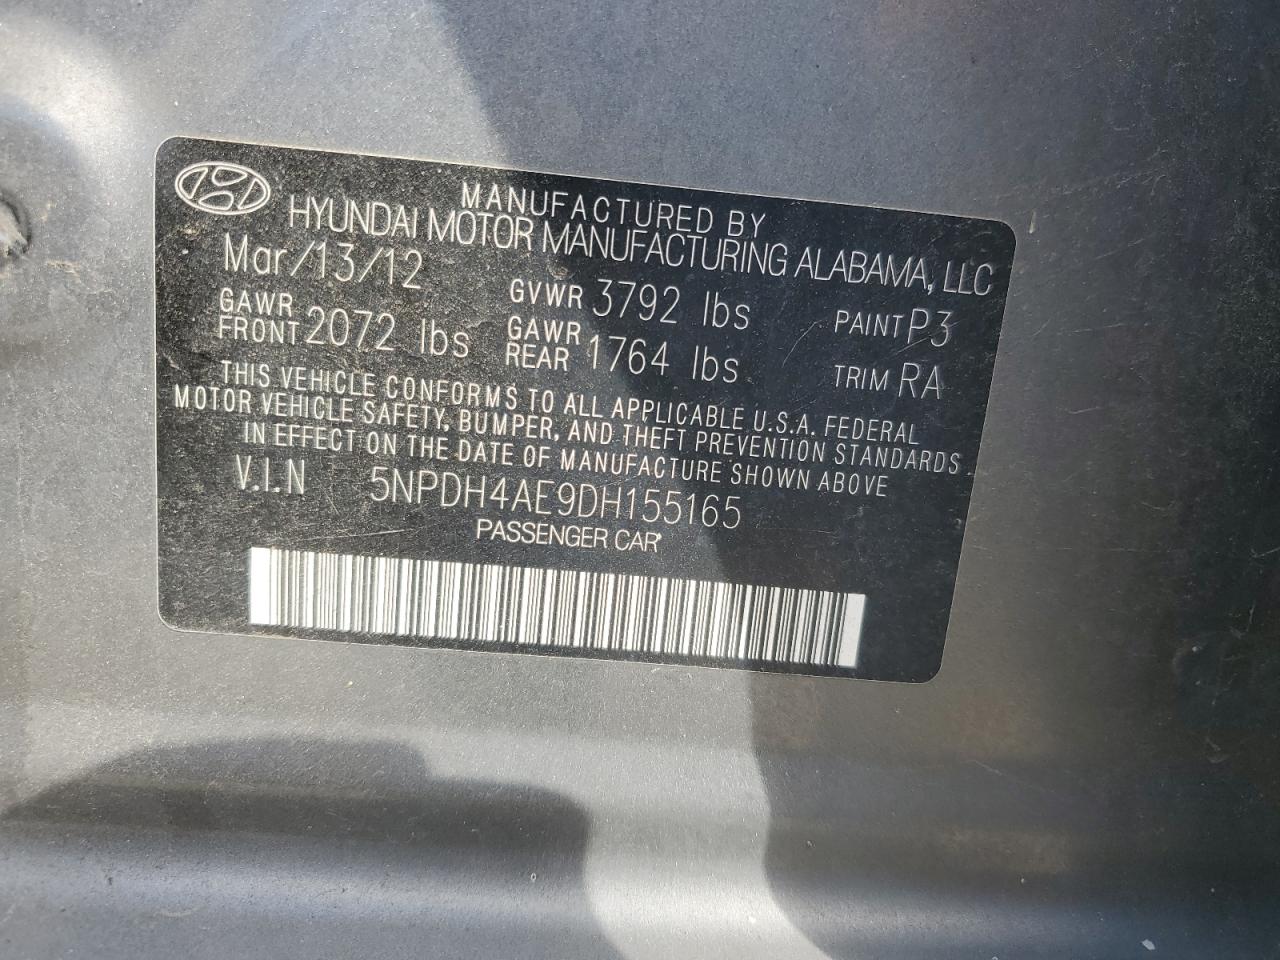 MANUFACTURED BY
HYUNDAI MOTOR MANUFACTURING ALABAMA, LLC
Mar/13/12 GVWR 3792 lbs PAINT P3
GAWR FRONT 2072 lbs GAWR REAR 1764 lbs TRIM RA
THIS VEHICLE CONFORMS TO ALL APPLICABLE U.S.A. FEDERAL
MOTOR VEHICLE SAFETY, BUMPER, AND THEFT PREVENTION STANDARDS
IN EFFECT ON THE DATE OF MANUFACTURE SHOWN ABOVE
V.I.N 5NPDH4AE9DH155165
PASSENGER CAR